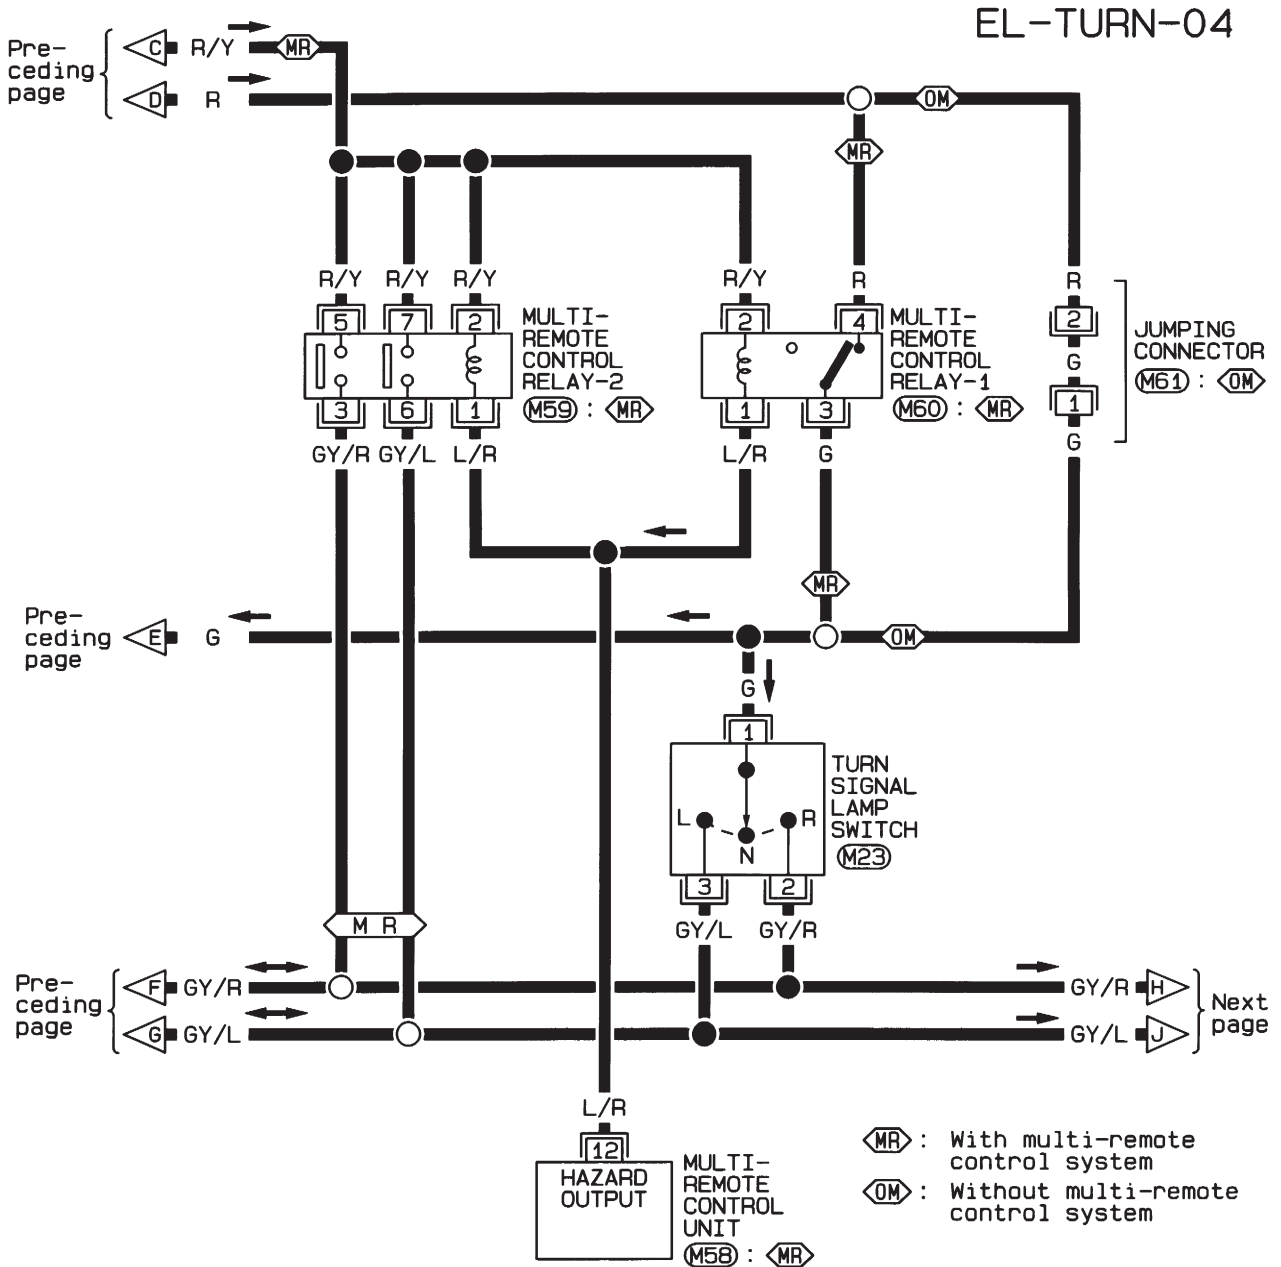 EL-TURN-04
Pre-
ceding
page
C R/Y MR
D R
OM
MR
R/Y R/Y R/Y R/Y R R
5 7 2 2 4 2
MULTI-
REMOTE
CONTROL
RELAY-2
M59 : MR
MULTI-
REMOTE
CONTROL
RELAY-1
M60 : MR
JUMPING
CONNECTOR
M61 : OM
G
3 6 1 1 3 1
GY/R GY/L L/R L/R G G
MR
Pre-
ceding
page
E G
OM
G
1
L N R
TURN
SIGNAL
LAMP
SWITCH
M23
3 2
GY/L GY/R
M R
Pre-
ceding
page
F GY/R
G GY/L
GY/R H
GY/L J
Next
page
L/R
12
HAZARD
OUTPUT
MULTI-
REMOTE
CONTROL
UNIT
M58 : MR
MR : With multi-remote
control system
OM : Without multi-remote
control system